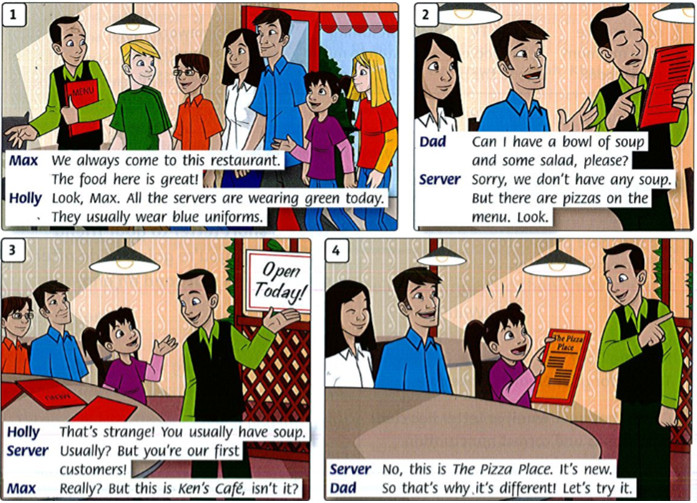 1
MENU
Max We always come to this restaurant.
The food here is great!
Holly Look, Max. All the servers are wearing green today.
They usually wear blue uniforms.
2
Dad Can I have a bowl of soup
and some salad, please?
Server Sorry, we don't have any soup.
But there are pizzas on the
menu. Look.
3
Open
Today!
Holly That's strange! You usually have soup.
Server Usually? But you're our first
customers!
Max Really? But this is Ken's Café, isn't it?
4
The Pizza
Place
Server No, this is The Pizza Place. It's new.
Dad So that's why it's different! Let's try it.